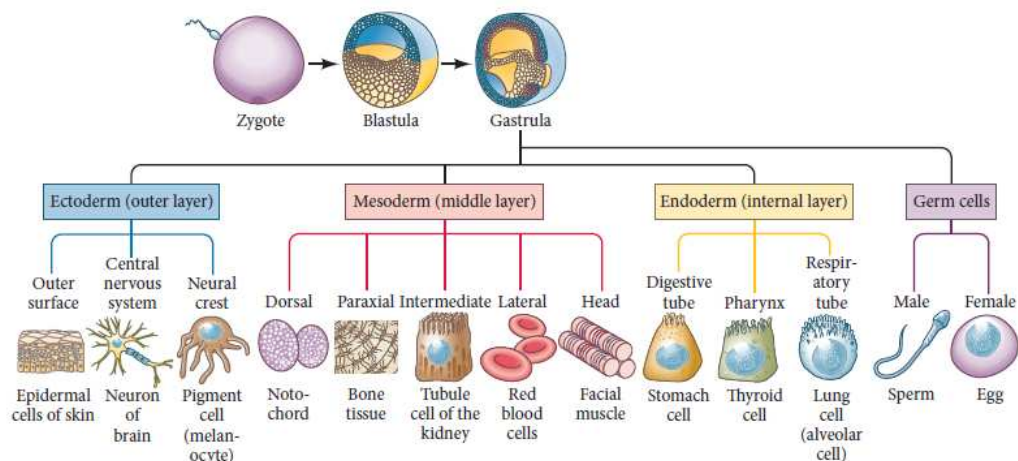 Zygote
Blastula
Gastrula
Ectoderm (outer layer)
Mesoderm (middle layer)
Endoderm (internal layer)
Germ cells
Outer
surface
Central
nervous
system
Neural
crest
Dorsal
Paraxial
Intermediate
Lateral
Head
Digestive
tube
Pharynx
Respir-
atory
tube
Male
Female
Epidermal
cells of skin
Neuron
of
brain
Pigment
cell
(melan-
ocyte)
Noto-
chord
Bone
tissue
Tubule
cell of the
kidney
Red
blood
cells
Facial
muscle
Stomach
cell
Thyroid
cell
Lung
cell
(alveolar
cell)
Sperm
Egg